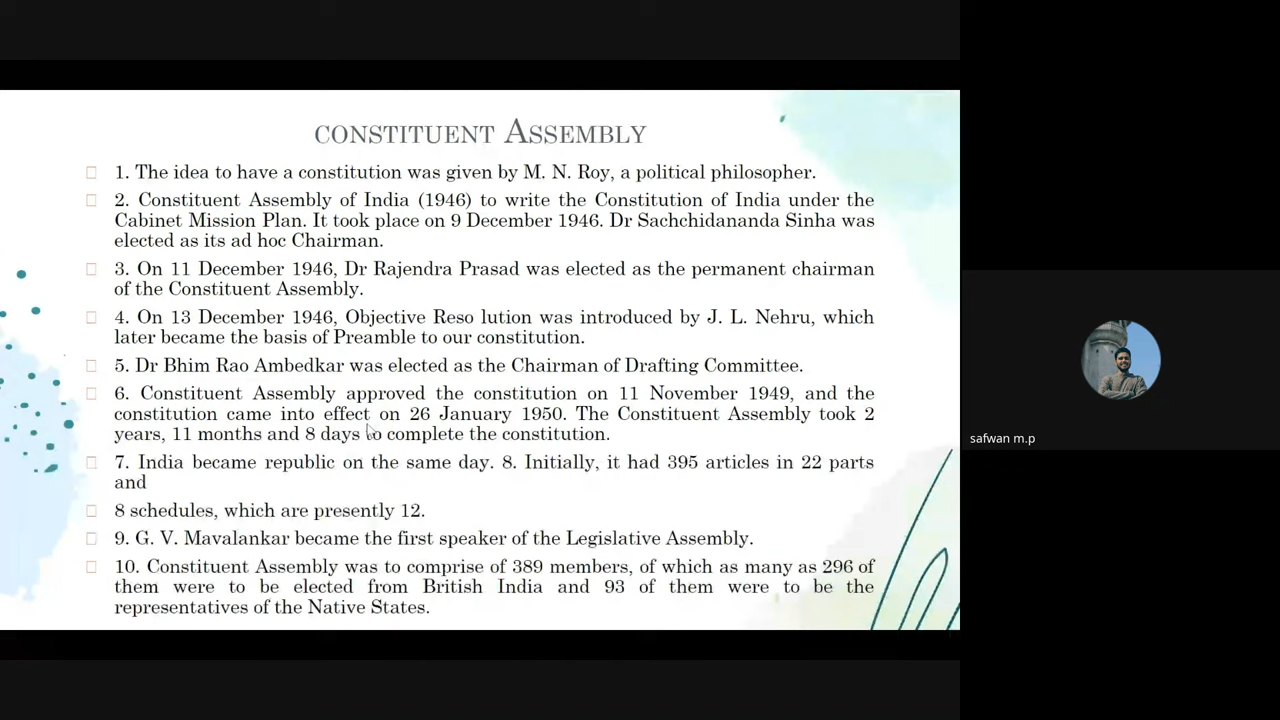 CONSTITUENT ASSEMBLY
1. The idea to have a constitution was given by M. N. Roy, a political philosopher.
2. Constituent Assembly of India (1946) to write the Constitution of India under the
Cabinet Mission Plan. It took place on 9 December 1946. Dr Sachchidananda Sinha was
elected as its ad hoc Chairman.
3. On 11 December 1946, Dr Rajendra Prasad was elected as the permanent chairman
of the Constituent Assembly.
4. On 13 December 1946, Objective Reso lution was introduced by J. L. Nehru, which
later became the basis of Preamble to our constitution.
5. Dr Bhim Rao Ambedkar was elected as the Chairman of Drafting Committee.
6. Constituent Assembly approved the constitution on 11 November 1949, and the
constitution came into effect on 26 January 1950. The Constituent Assembly took 2
years, 11 months and 8 days to complete the constitution.
7. India became republic on the same day. 8. Initially, it had 395 articles in 22 parts
and
8 schedules, which are presently 12.
9. G. V. Mavalankar became the first speaker of the Legislative Assembly.
10. Constituent Assembly was to comprise of 389 members, of which as many as 296 of
them were to be elected from British India and 93 of them were to be the
representatives of the Native States.
safwan m.p